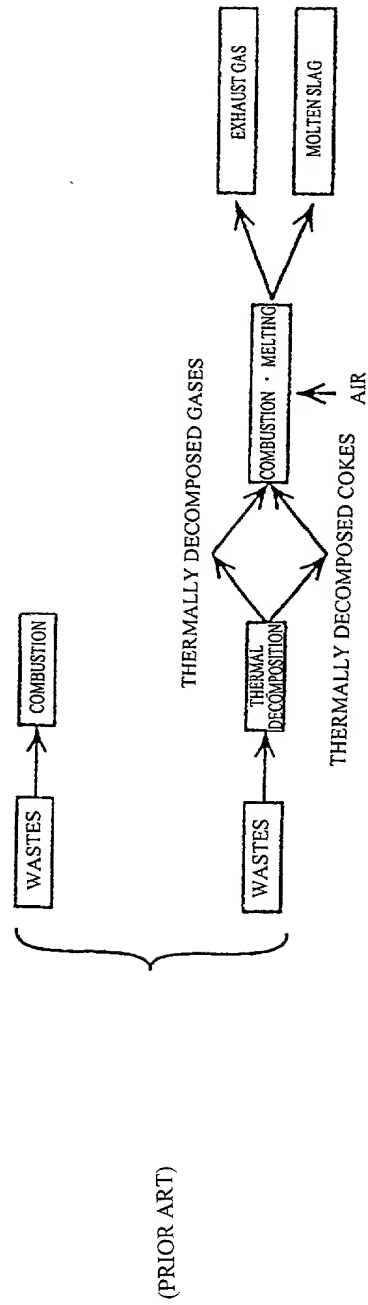 (PRIOR ART)
WASTES
COMBUSTION
WASTES
THERMAL
DECOMPOSITION
THERMALLY DECOMPOSED GASES
THERMALLY DECOMPOSED COKES
COMBUSTION · MELTING
AIR
EXHAUST GAS
MOLTEN SLAG